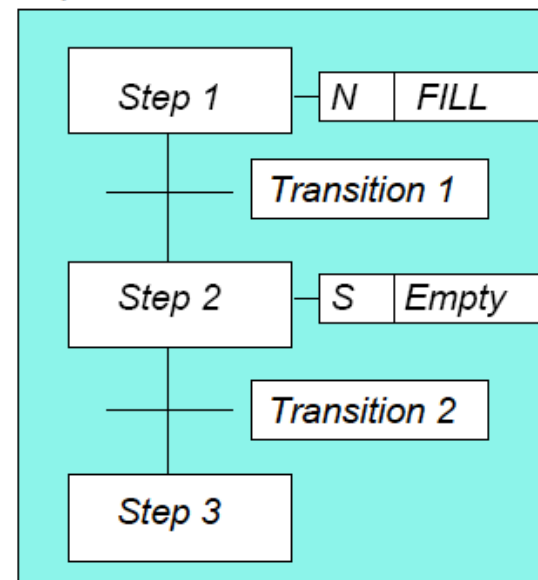 Step 1
N FILL
Transition 1
Step 2
S Empty
Transition 2
Step 3